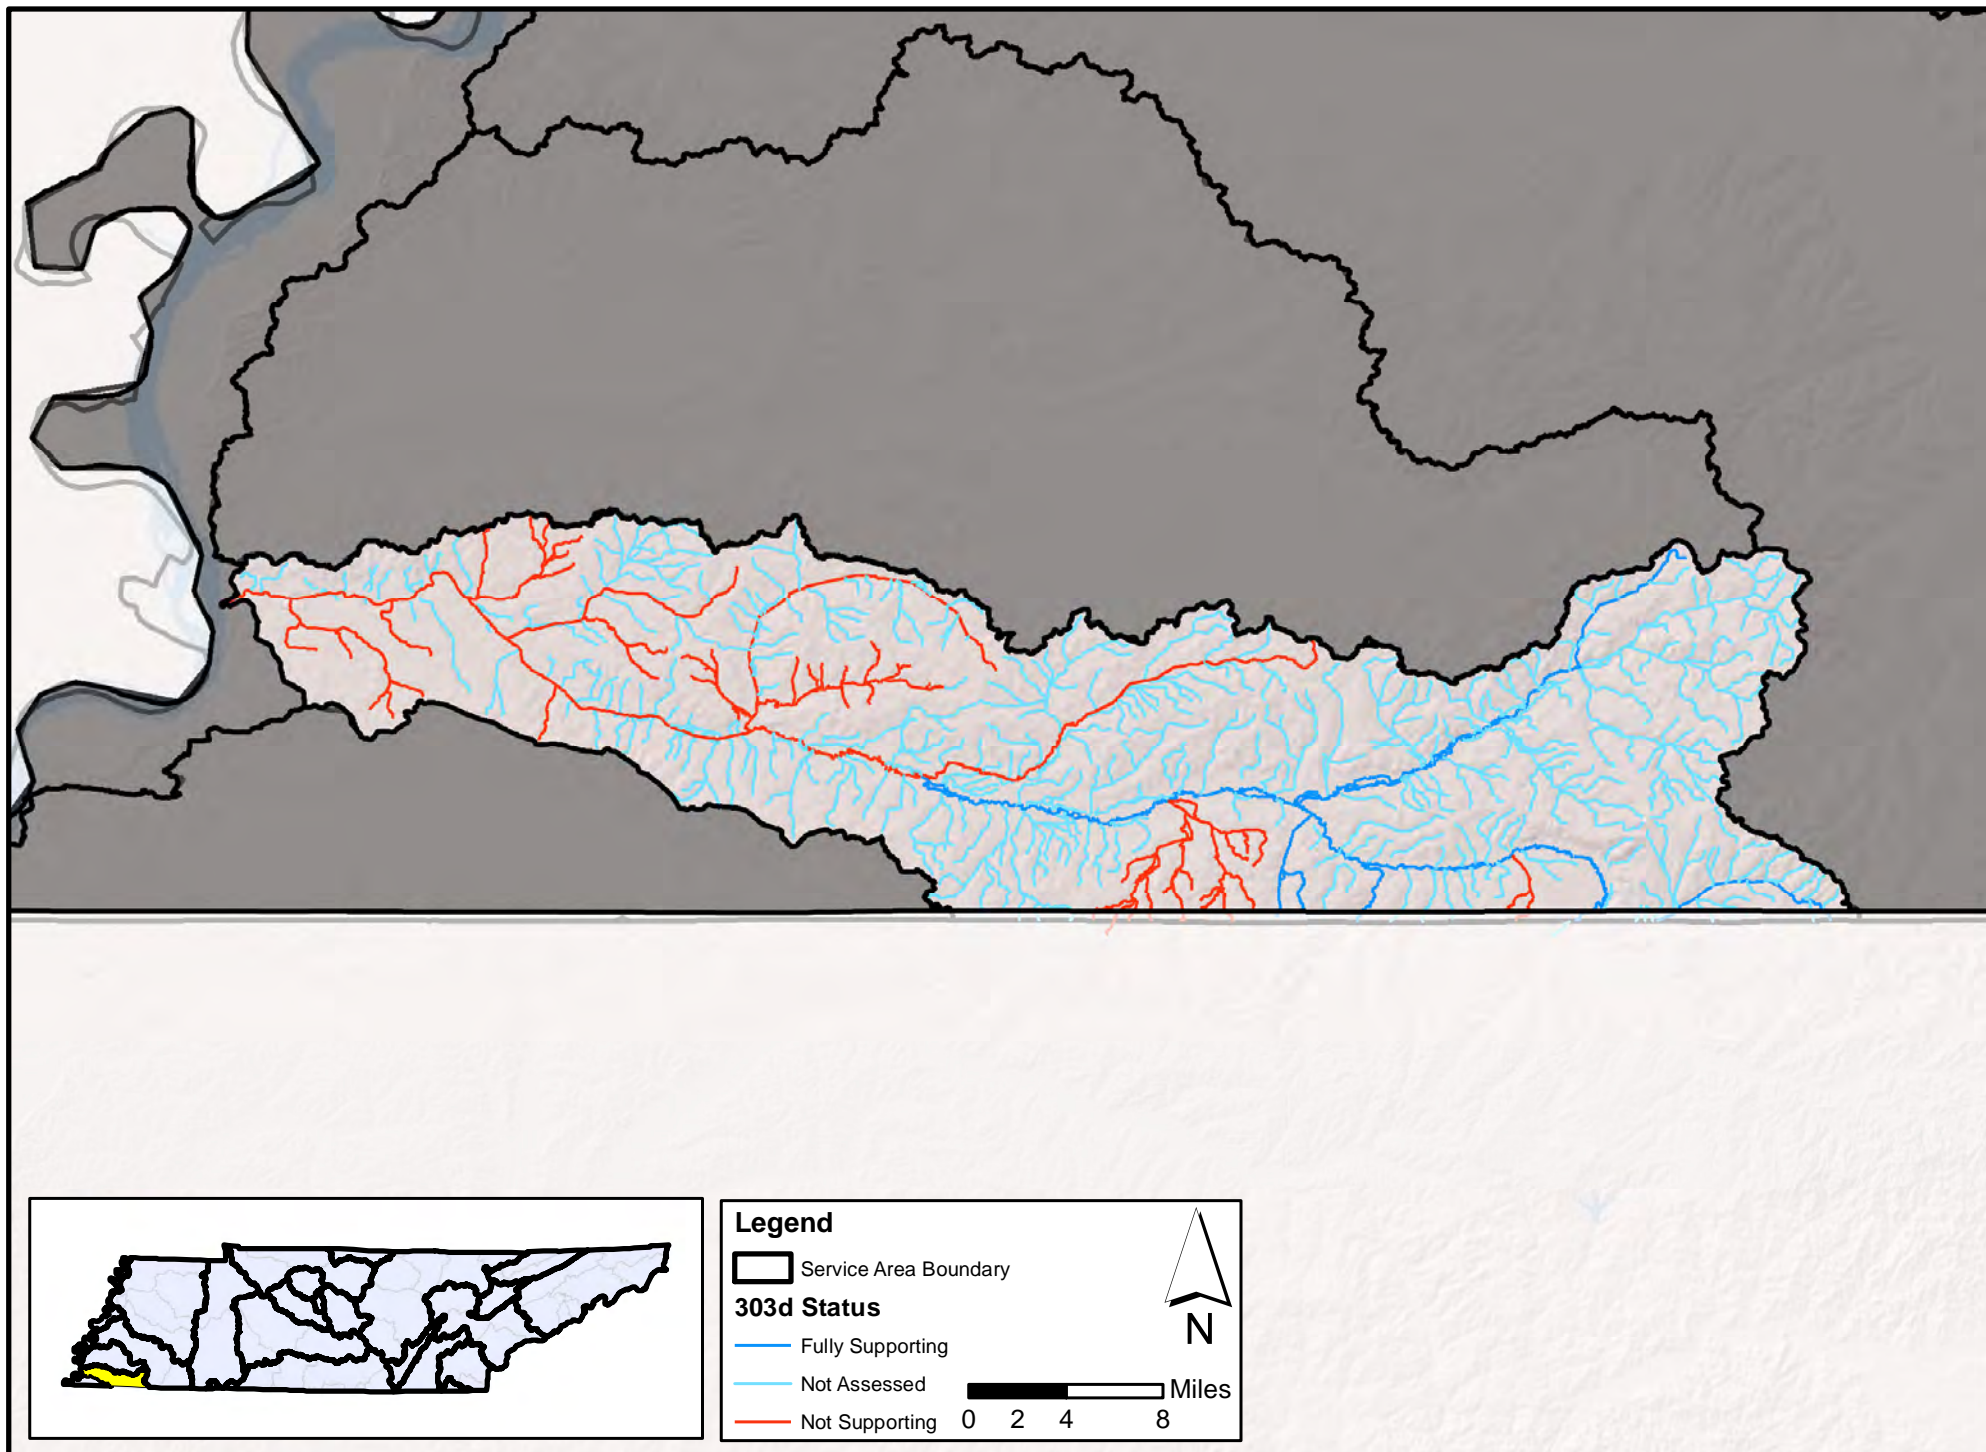 Legend
Service Area Boundary
303d Status
Fully Supporting
Not Assessed
Not Supporting
N
Miles
0 2 4 8